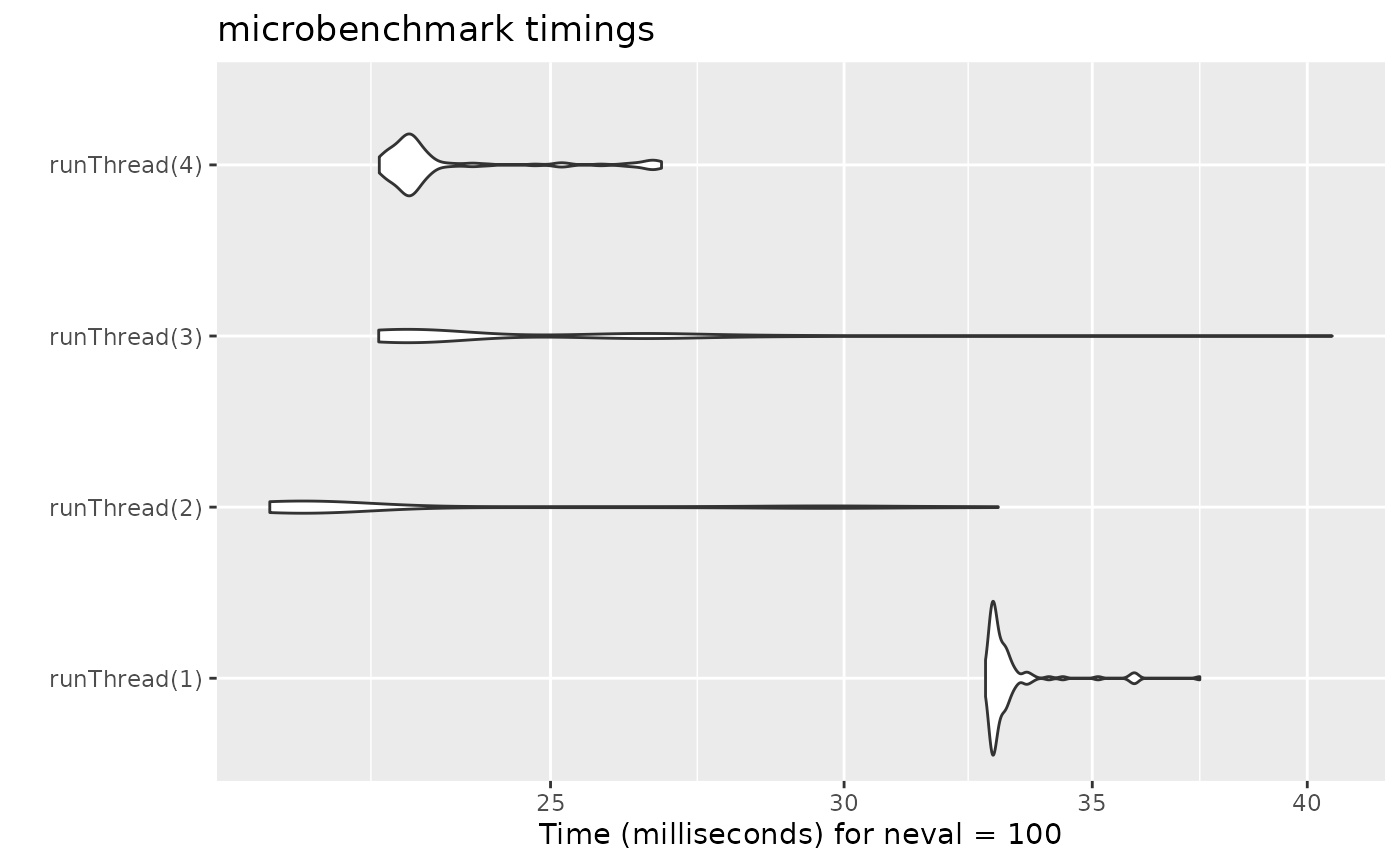 microbenchmark timings
runThread(4)
runThread(3)
runThread(2)
runThread(1)
25 30 35 40
Time (milliseconds) for neval = 100